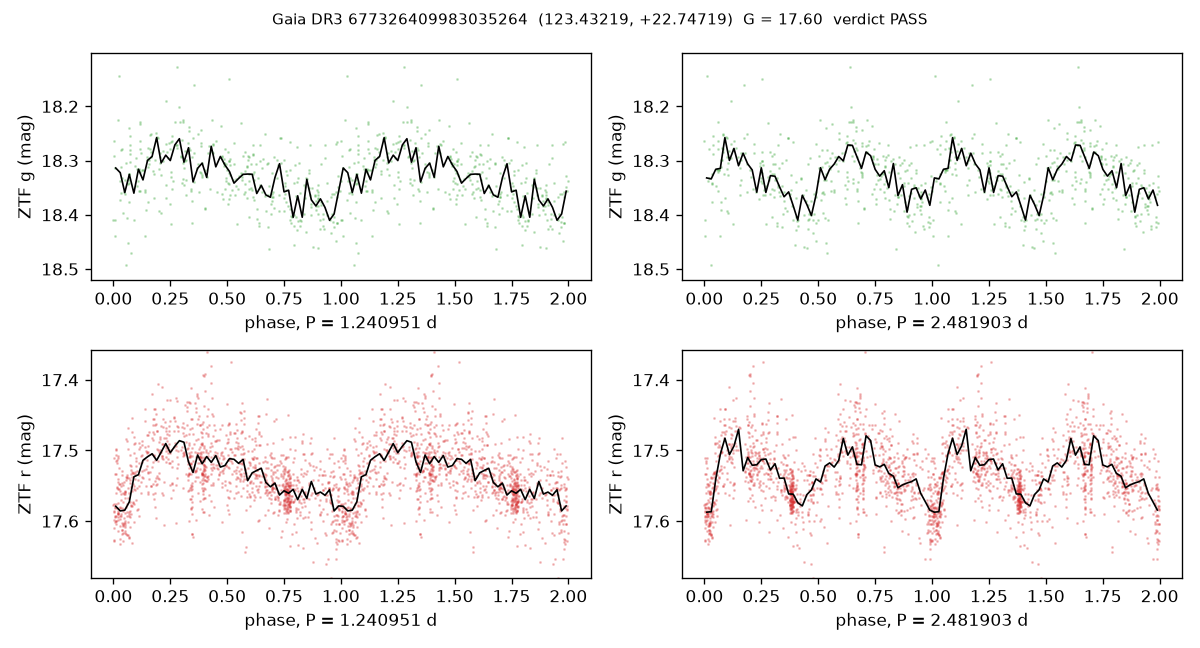 Gaia DR3 677326409983035264 (123.43219, +22.74719) G = 17.60 verdict PASS
ZTF g (mag)
18.2
18.3
18.4
18.5
0.00 0.25 0.50 0.75 1.00 1.25 1.50 1.75 2.00
phase, P = 1.240951 d
ZTF g (mag)
18.2
18.3
18.4
18.5
0.00 0.25 0.50 0.75 1.00 1.25 1.50 1.75 2.00
phase, P = 2.481903 d
ZTF r (mag)
17.4
17.5
17.6
0.00 0.25 0.50 0.75 1.00 1.25 1.50 1.75 2.00
phase, P = 1.240951 d
ZTF r (mag)
17.4
17.5
17.6
0.00 0.25 0.50 0.75 1.00 1.25 1.50 1.75 2.00
phase, P = 2.481903 d